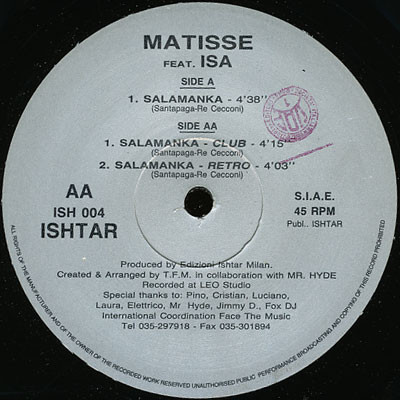 MATISSE
FEAT. ISA
SIDE A
1. SALAMANKA - 4'38''
(Santapaga-Re Cecconi)
SIDE AA
1. SALAMANKA - CLUB - 4'15''
(Santapaga-Re Cecconi)
2. SALAMANKA - RETRO - 4'03''
(Santapaga-Re Cecconi)
AA
ISH 004
ISHTAR
S.I.A.E.
45 RPM
Publ.. ISHTAR
Produced by Edizioni Ishtar Milan.
Created & Arranged by T.F.M. in collaboration with MR. HYDE
Recorded at LEO Studio
Special thanks to: Pino, Cristian, Luciano,
Laura, Elettrico, Mr Hyde, Jimmy D., Fox DJ
International Coordination Face The Music
Tel 035-297918 - Fax 035-301894
ALL RIGHTS OF THE MANUFACTURER AND OF THE OWNER OF THE RECORDED WORK RESERVED UNAUTHORISED PUBLIC PERFORMANCE BROADCASTING AND COPYING OF THIS RECORD PROHIBITED